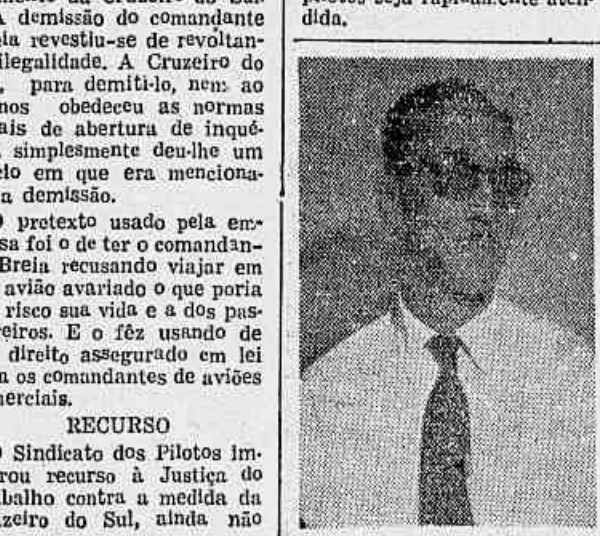 A demissão do comandante
revestiu-se de revoltan-
ilegalidade. A Cruzeiro do
para demiti-lo, nem ao
obedeceu as normas
de abertura de inqué-
simplesmente deu-lhe um
em que era menciona-
a demissão.
O pretexto usado pela em-
foi o de ter o comandan-
Breia recusando viajar em
avião avariado o que poria
risco sua vida e a dos pas-
E o fêz usando de
direito assegurado em lei
os comandantes de aviões
RECURSO
O Sindicato dos Pilotos im-
recurso à Justiça do
contra a medida da
do Sul, ainda não
dida.